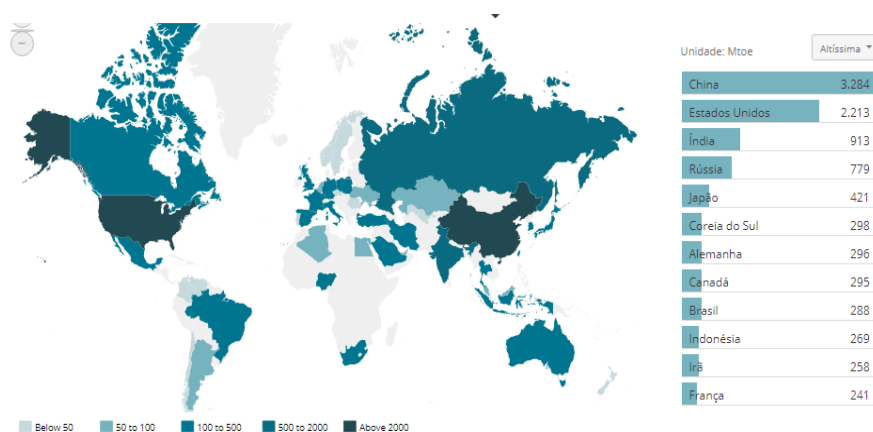 Unidade: Mtoe
Altíssima
China 3.284
Estados Unidos 2.213
Índia 913
Rússia 779
Japão 421
Coreia do Sul 298
Alemanha 296
Canadá 295
Brasil 288
Indonésia 269
Irã 258
França 241
Below 50 50 to 100 100 to 500 500 to 2000 Above 2000